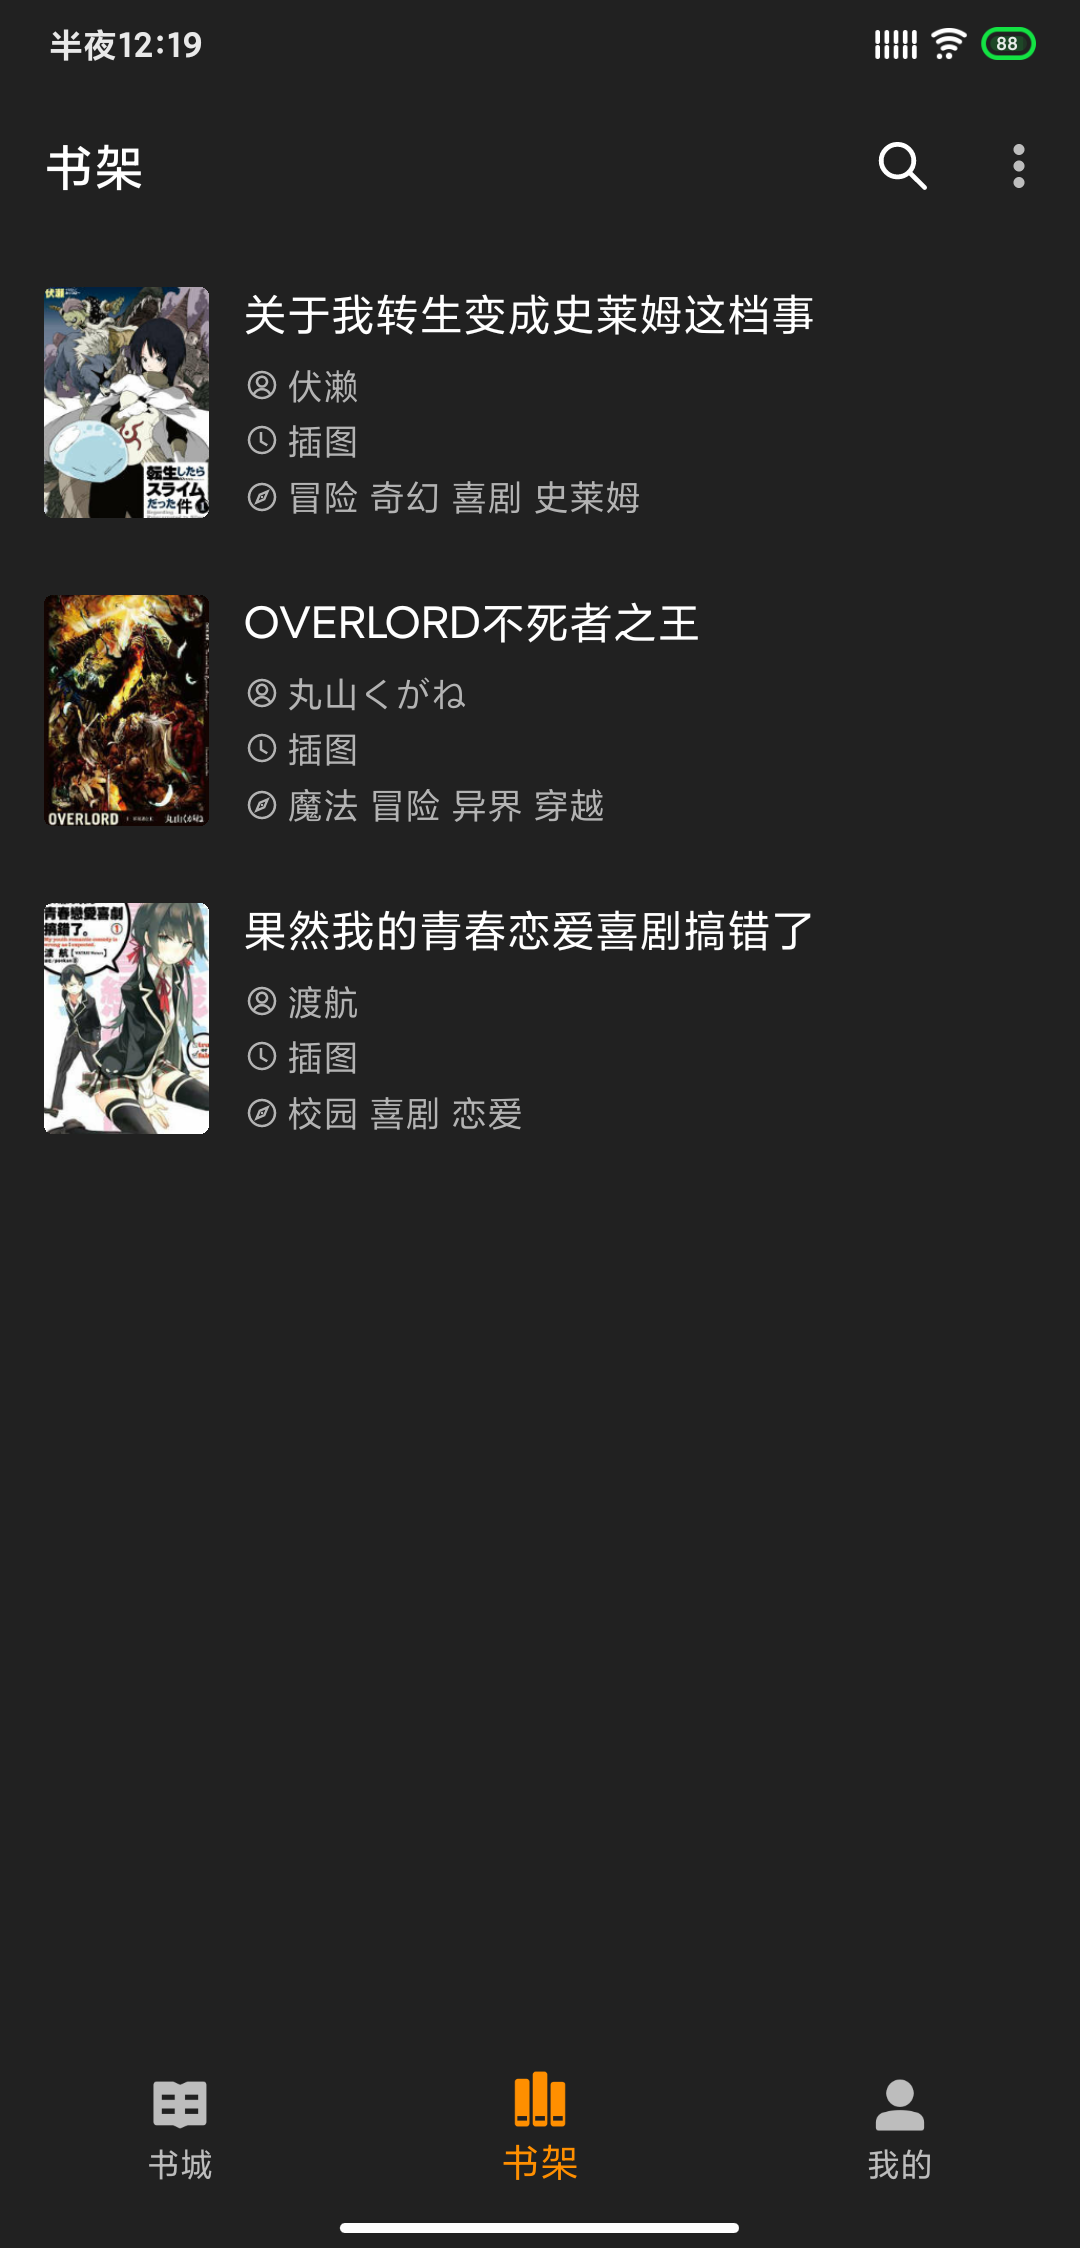 半夜12:19
88
书架
伏瀬
転生したら
スライム
だった件
1
关于我转生变成史莱姆这档事
伏濑
插图
冒险 奇幻 喜剧 史莱姆
OVERLORD
丸山くがね
OVERLORD不死者之王
丸山くがね
插图
魔法 冒险 异界 穿越
青春戀愛喜劇
搞錯了。
①
渡 航
果然我的青春恋爱喜剧搞错了
渡航
插图
校园 喜剧 恋爱
书城
书架
我的